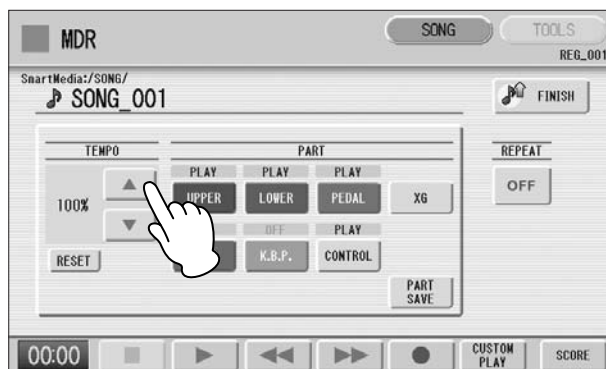 MDR
SONG
TOOLS
REG_001
SmartMedia:/SONG/
SONG_001
FINISH
TEMPO
PART
REPEAT
PLAY PLAY PLAY
100%
UPPER LOWER PEDAL XG
OFF
OFF PLAY
RESET
K.B.P. CONTROL
PART
SAVE
00:00
CUSTOM
PLAY
SCORE